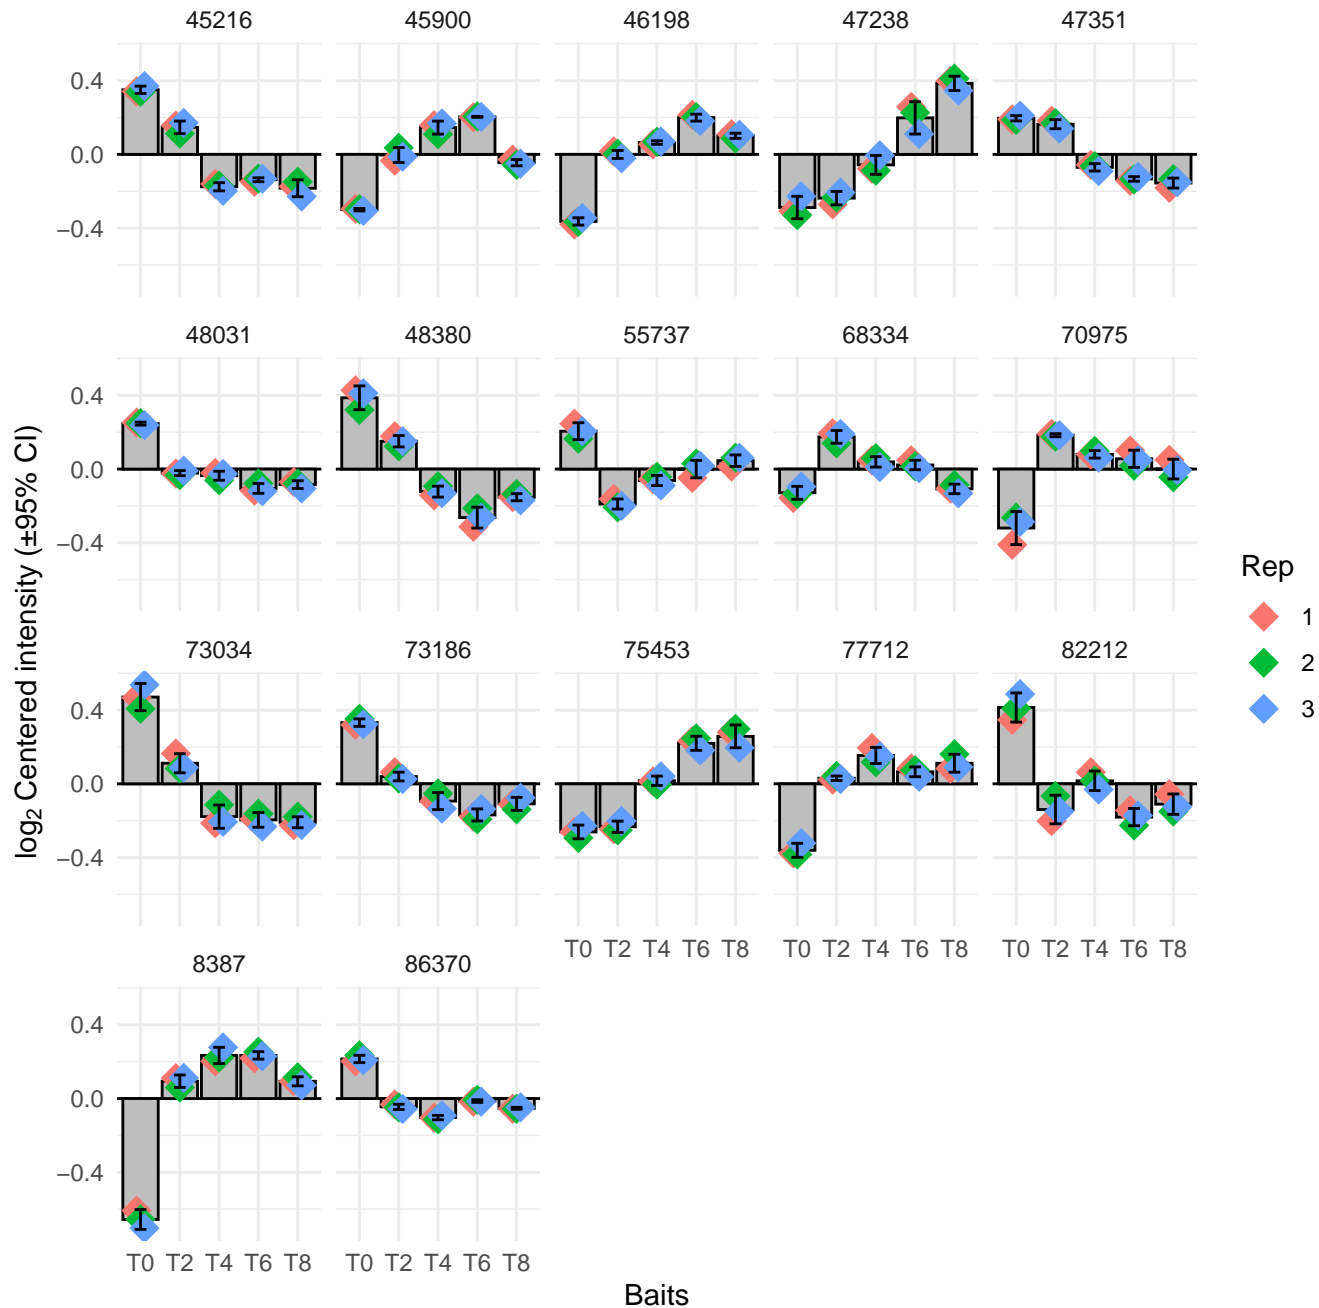 45216 45900 46198 47238 47351
0.4
0.0
−0.4
48031 48380 55737 68334 70975
0.4
0.0
−0.4
73034 73186 75453 77712 82212
0.4
0.0
−0.4
T0 T2 T4 T6 T8 T0 T2 T4 T6 T8 T0 T2 T4 T6 T8
8387 86370
0.4
0.0
−0.4
T0 T2 T4 T6 T8 T0 T2 T4 T6 T8
Baits
log₂ Centered intensity (±95% CI)
Rep
1
2
3